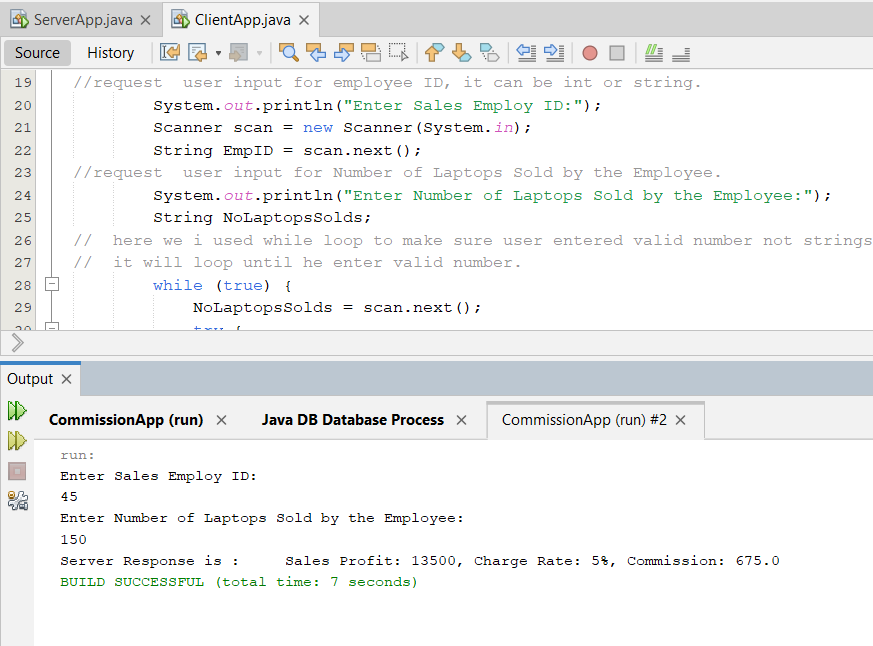 ServerApp.java ClientApp.java
Source History
19 //request  user input for employee ID, it can be int or string.
20 System.out.println("Enter Sales Employ ID:");
21 Scanner scan = new Scanner(System.in);
22 String EmpID = scan.next();
23 //request  user input for Number of Laptops Sold by the Employee.
24 System.out.println("Enter Number of Laptops Sold by the Employee:");
25 String NoLaptopsSolds;
26 //  here we i used while loop to make sure user entered valid number not strings
27 //  it will loop until he enter valid number.
28 while (true) {
29 NoLaptopsSolds = scan.next();
30 try {
Output
CommissionApp (run) Java DB Database Process CommissionApp (run) #2
run:
Enter Sales Employ ID:
45
Enter Number of Laptops Sold by the Employee:
150
Server Response is :     Sales Profit: 13500, Charge Rate: 5%, Commission: 675.0
BUILD SUCCESSFUL (total time: 7 seconds)